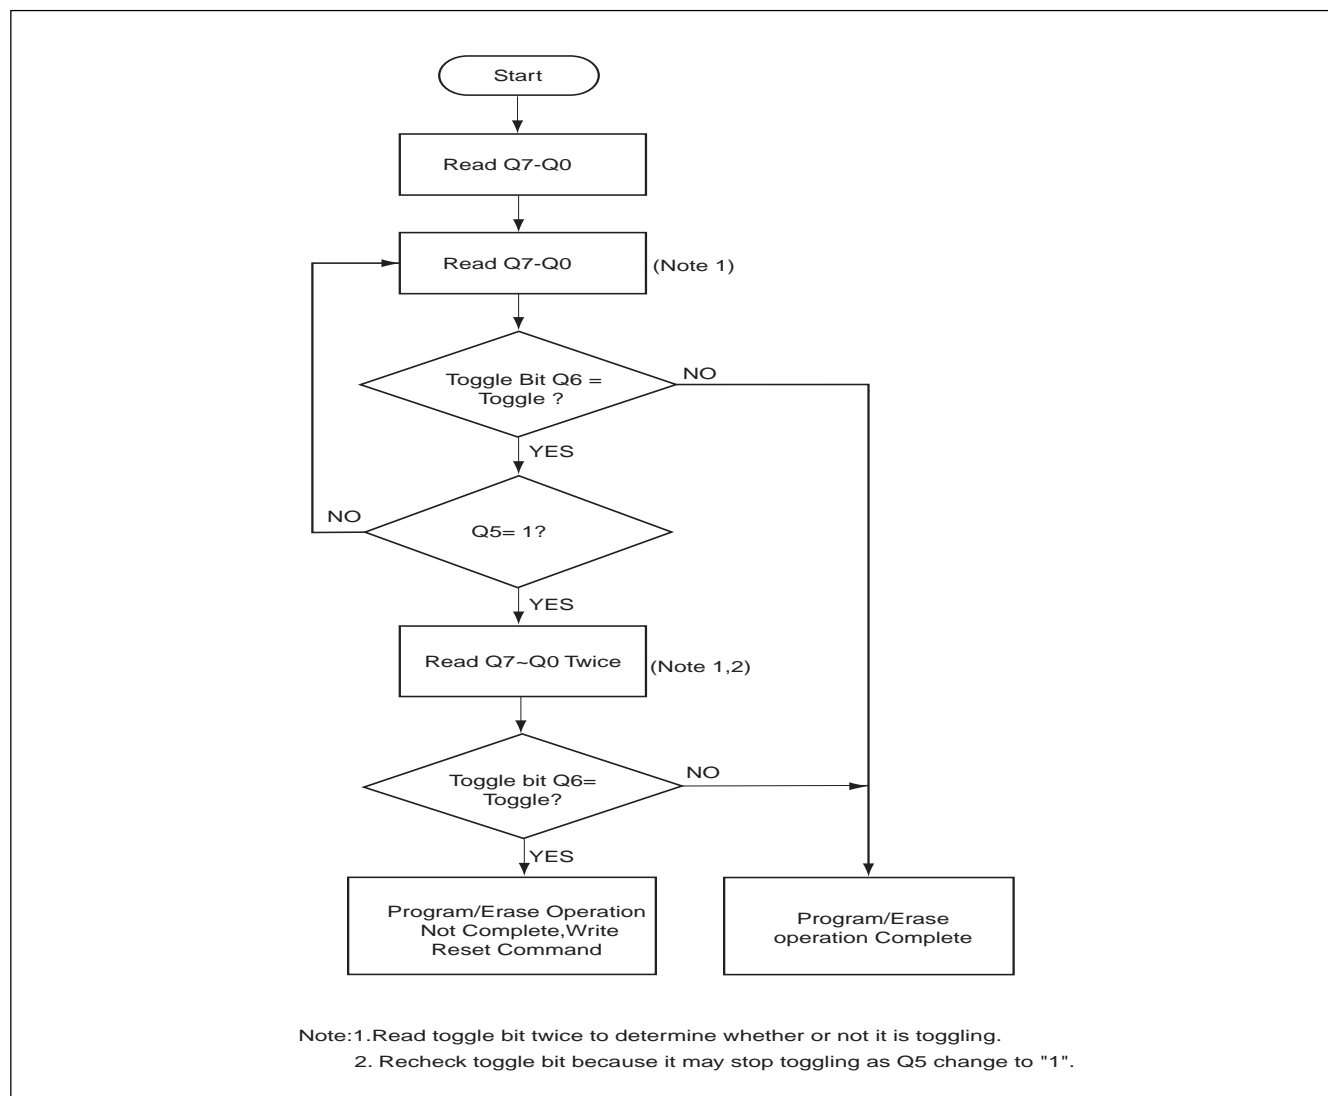 Start
Read Q7-Q0
Read Q7-Q0
(Note 1)
Toggle Bit Q6 =
Toggle ?
NO
YES
NO
Q5= 1?
YES
Read Q7~Q0 Twice
(Note 1,2)
Toggle bit Q6=
Toggle?
NO
YES
Program/Erase Operation
Not Complete,Write
Reset Command
Program/Erase
operation Complete
Note:1.Read toggle bit twice to determine whether or not it is toggling.
2. Recheck toggle bit because it may stop toggling as Q5 change to "1".